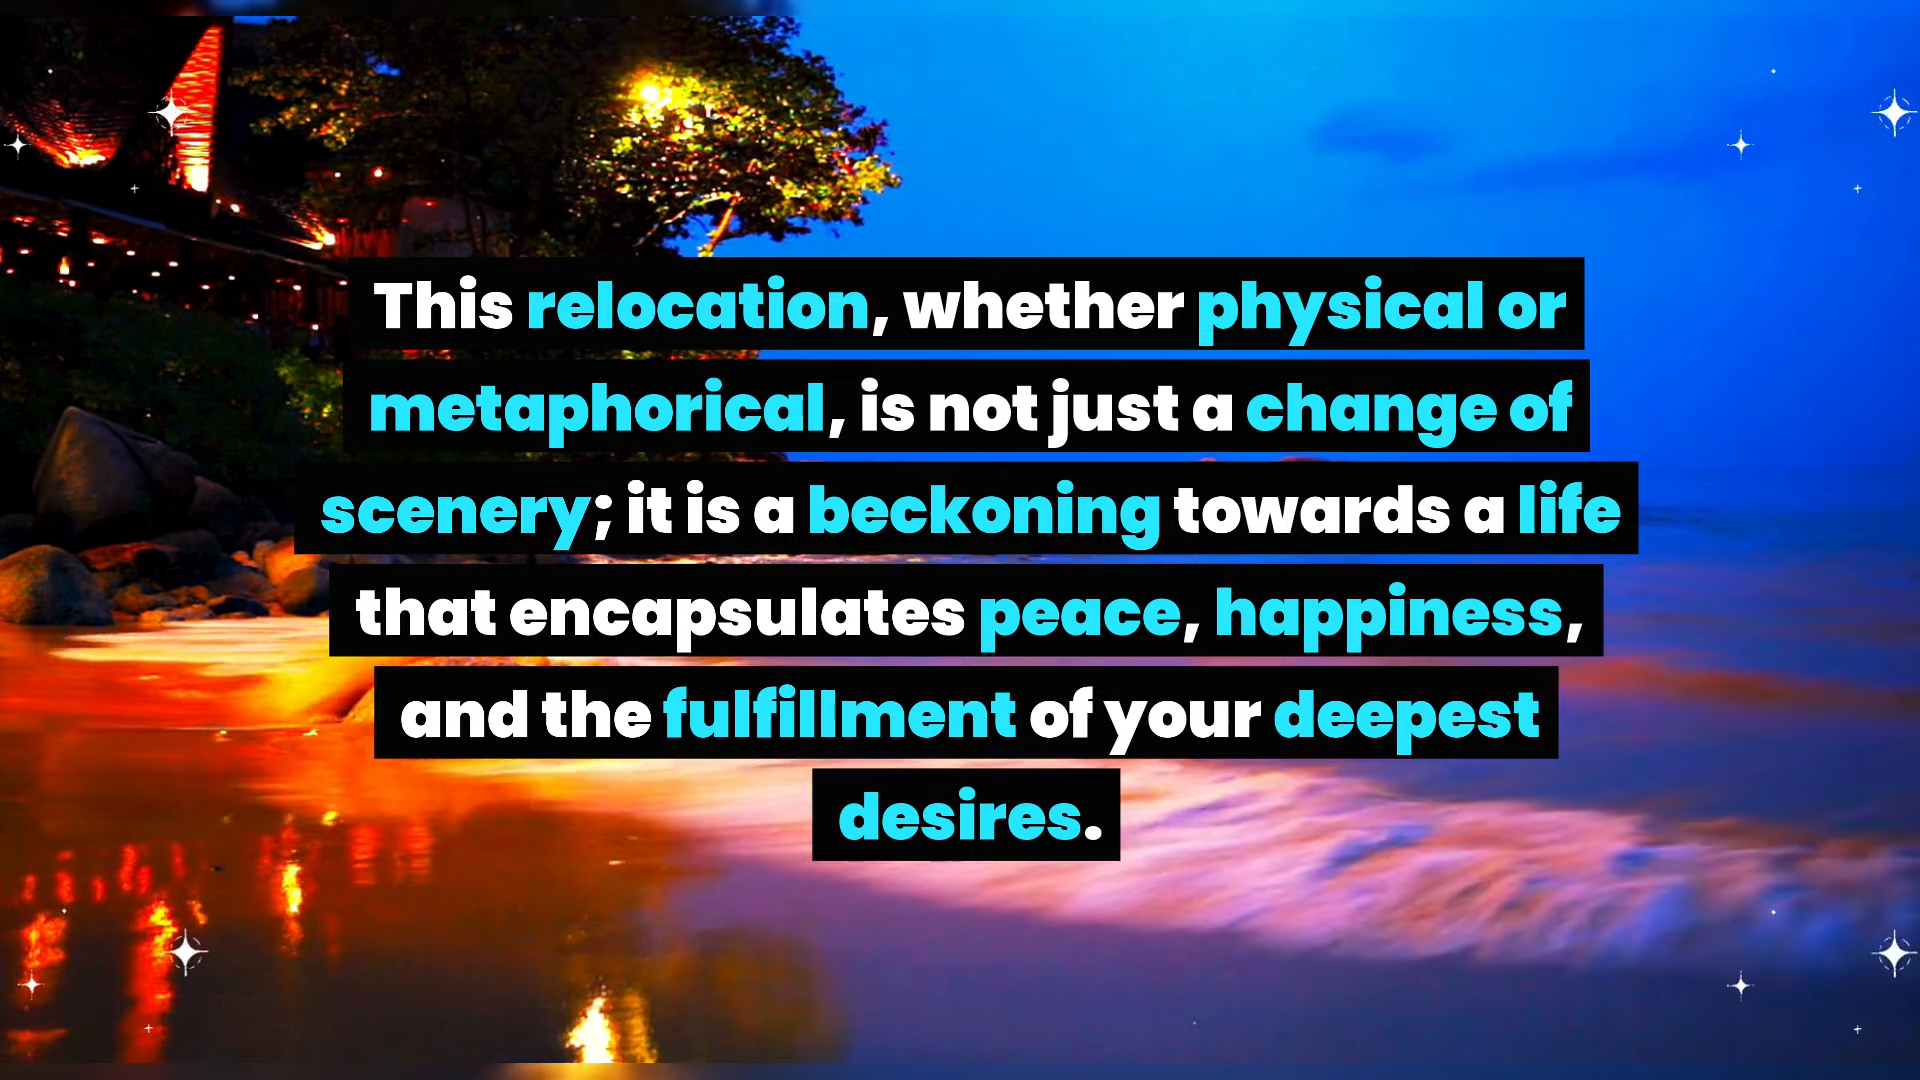 This relocation, whether physical or
metaphorical, is not just a change of
scenery; it is a beckoning towards a life
that encapsulates peace, happiness,
and the fulfillment of your deepest
desires.